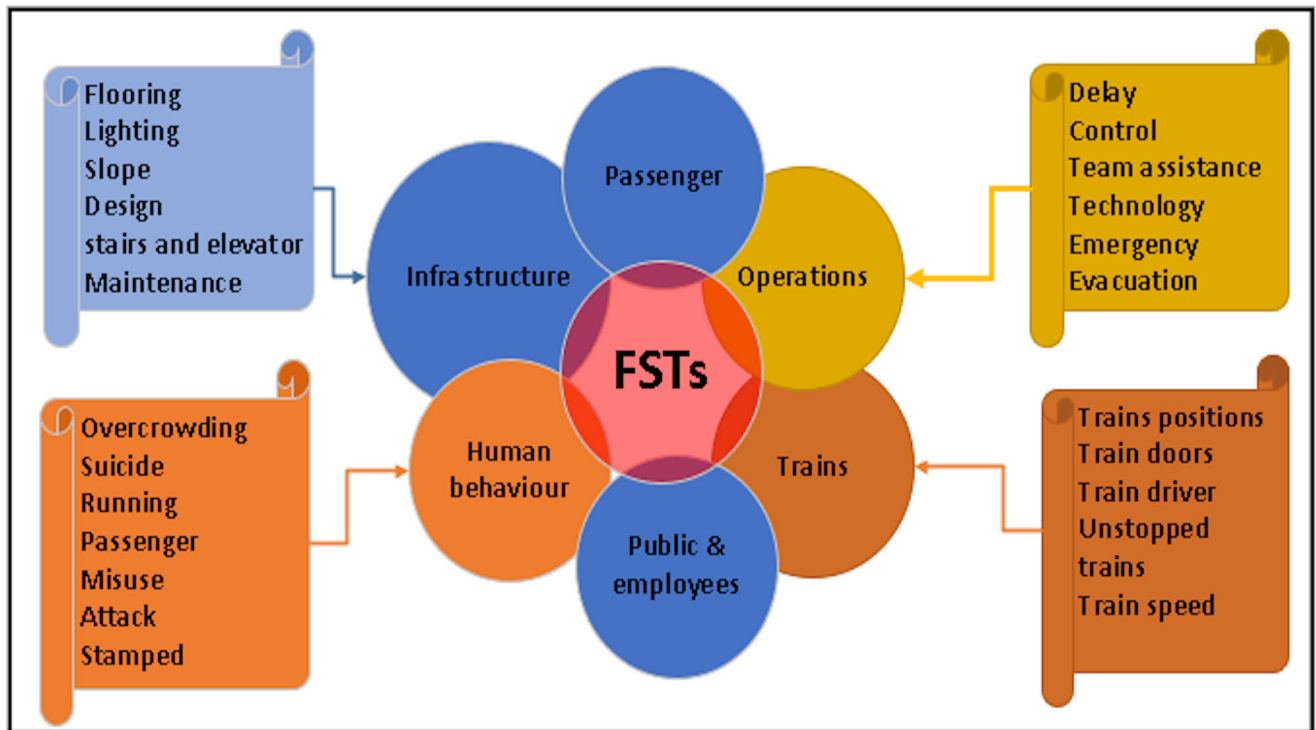 Flooring
Lighting
Slope
Design
stairs and elevator
Maintenance
Passenger
Infrastructure
Operations
Delay
Control
Team assistance
Technology
Emergency
Evacuation
FSTs
Overcrowding
Suicide
Running
Passenger
Misuse
Attack
Stamped
Human
behaviour
Trains
Public &
employees
Trains positions
Train doors
Train driver
Unstopped
trains
Train speed